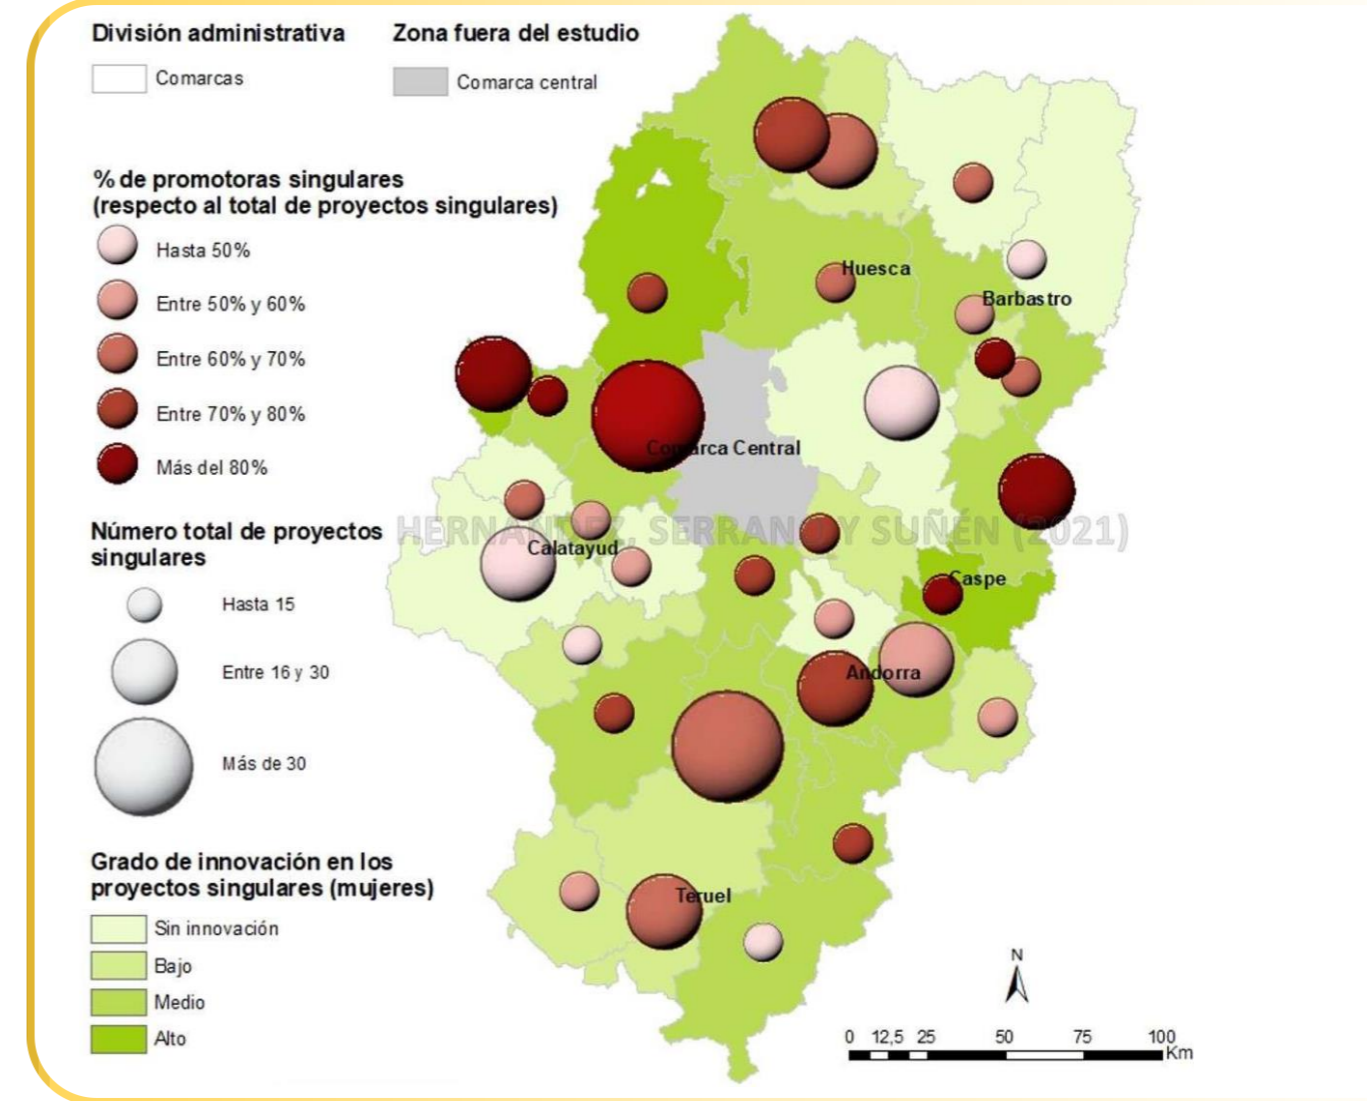 División administrativa
Comarcas
Zona fuera del estudio
Comarca central
% de promotoras singulares
(respecto al total de proyectos singulares)
Hasta 50%
Entre 50% y 60%
Entre 60% y 70%
Entre 70% y 80%
Más del 80%
Número total de proyectos
singulares
Hasta 15
Entre 16 y 30
Más de 30
Grado de innovación en los
proyectos singulares (mujeres)
Sin innovación
Bajo
Medio
Alto
Huesca
Barbastro
Comarca Central
HERNÁNDEZ, SERRANO Y SUÑÉN (2021)
Calatayud
Caspe
Andorra
Teruel
N
0 12,5 25 50 75 100
Km